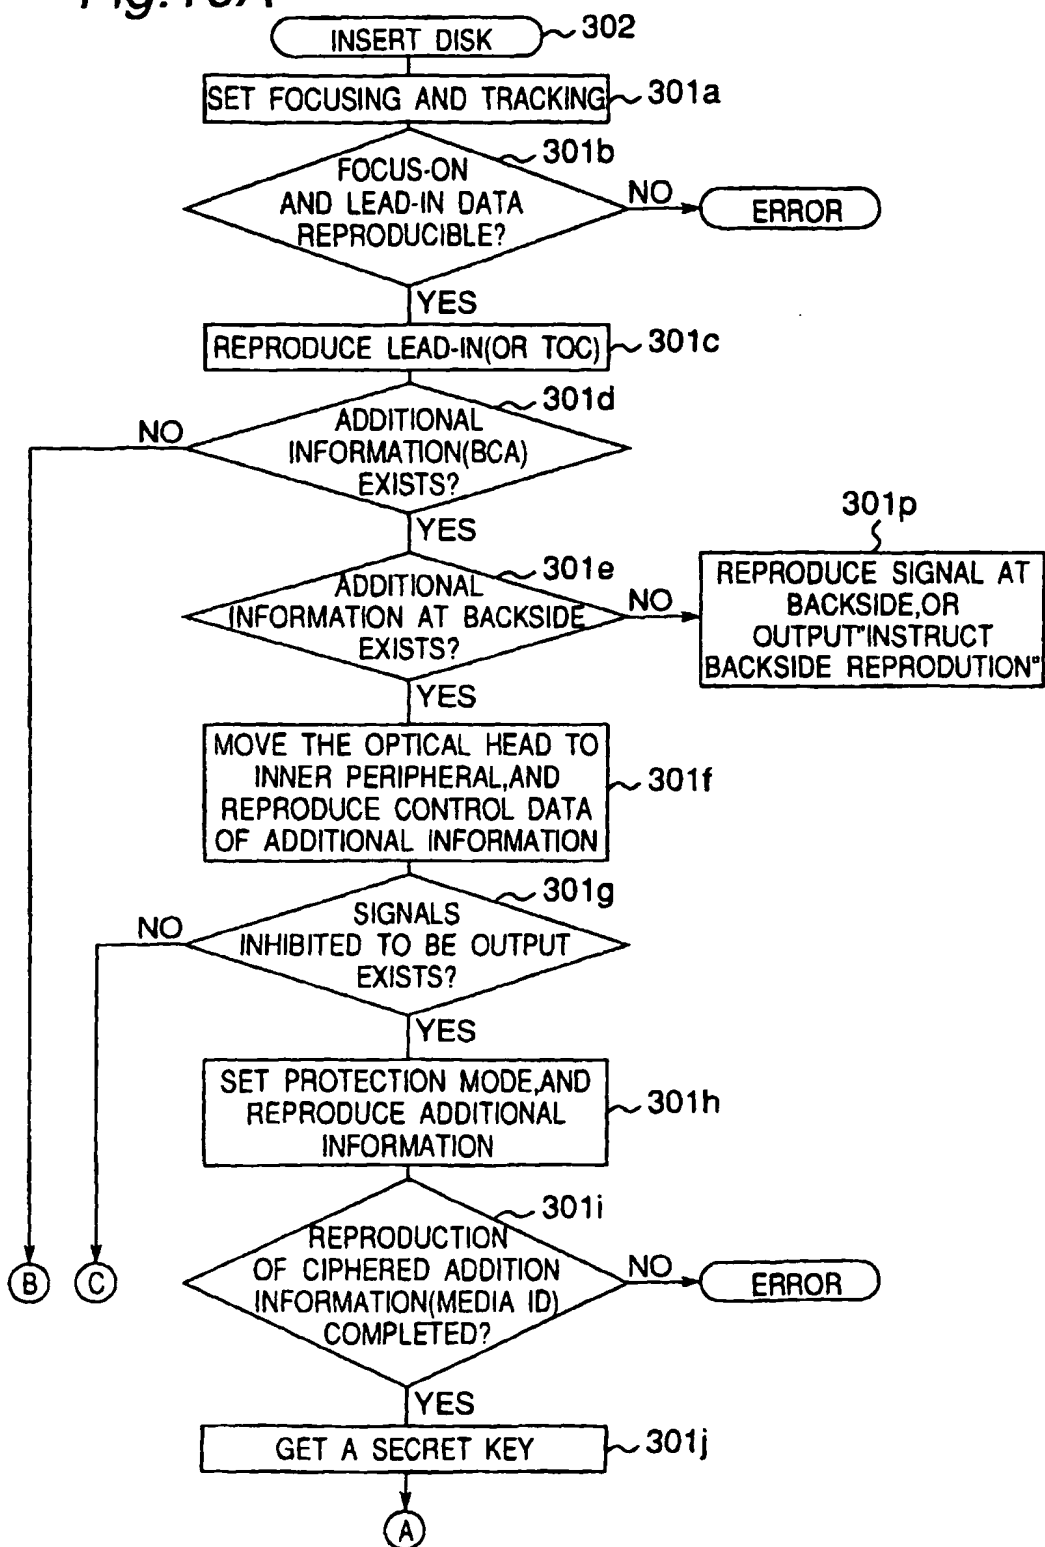 INSERT DISK
302
SET FOCUSING AND TRACKING
301a
301b
FOCUS-ON
AND LEAD-IN DATA
REPRODUCIBLE?
NO
ERROR
YES
REPRODUCE LEAD-IN(OR TOC)
301c
301d
NO
ADDITIONAL
INFORMATION(BCA)
EXISTS?
YES
301e
ADDITIONAL
INFORMATION AT BACKSIDE
EXISTS?
NO
301p
REPRODUCE SIGNAL AT
BACKSIDE,OR
OUTPUT"INSTRUCT
BACKSIDE REPRODUTION"
YES
MOVE THE OPTICAL HEAD TO
INNER PERIPHERAL,AND
REPRODUCE CONTROL DATA
OF ADDITIONAL INFORMATION
301f
301g
NO
SIGNALS
INHIBITED TO BE OUTPUT
EXISTS?
YES
SET PROTECTION MODE,AND
REPRODUCE ADDITIONAL
INFORMATION
301h
301i
REPRODUCTION
OF CIPHERED ADDITION
INFORMATION(MEDIA ID)
COMPLETED?
NO
ERROR
B
C
YES
GET A SECRET KEY
301j
A